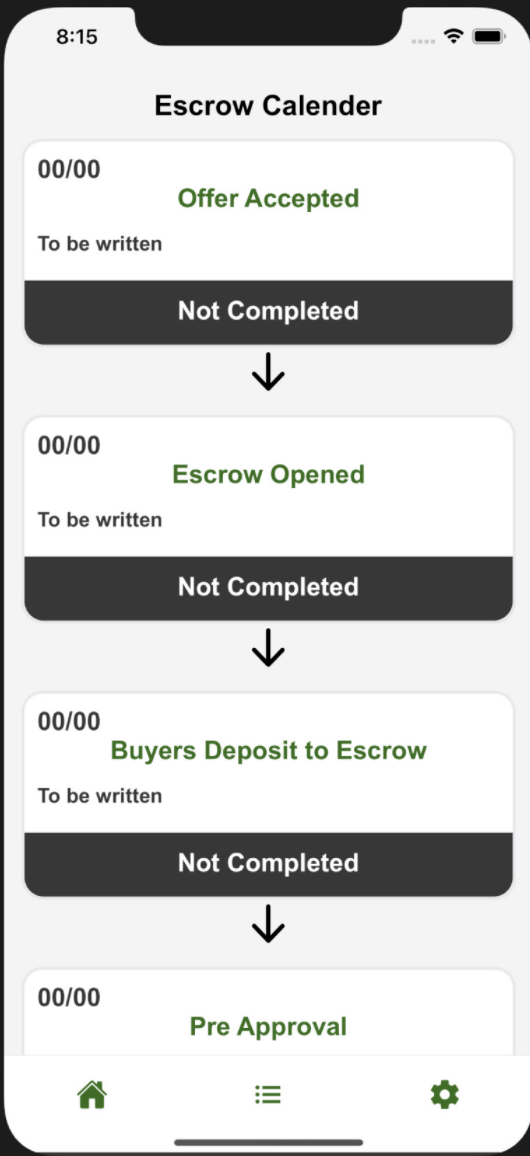 8:15
Escrow Calender
00/00
Offer Accepted
To be written
Not Completed
00/00
Escrow Opened
To be written
Not Completed
00/00
Buyers Deposit to Escrow
To be written
Not Completed
00/00
Pre Approval